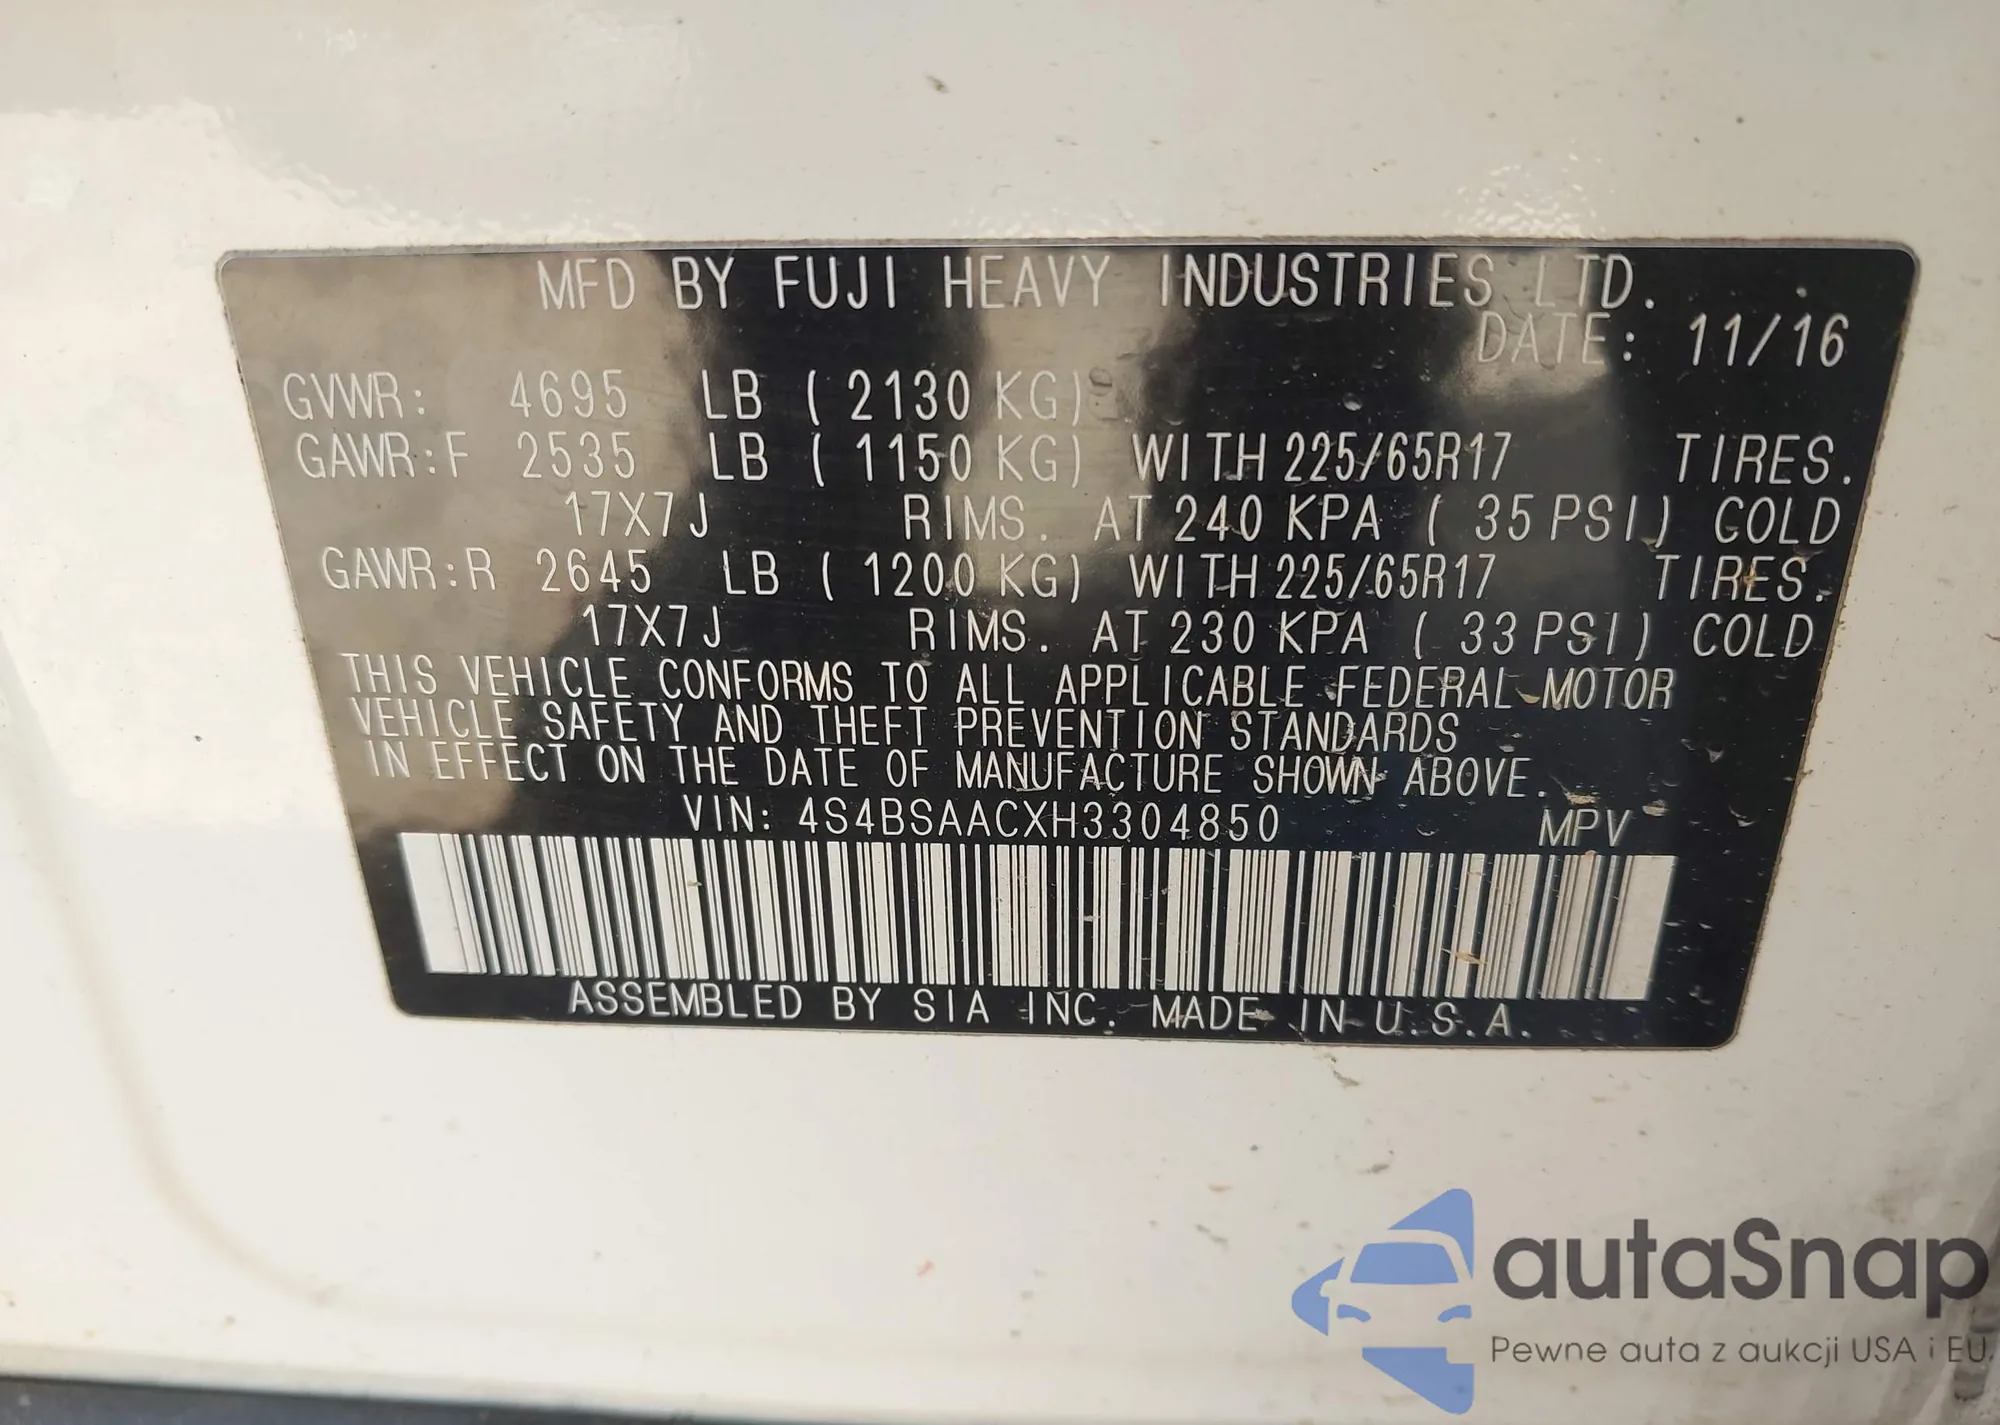 MFD BY FUJI HEAVY INDUSTRIES LTD.
DATE: 11/16
GVWR: 4695 LB ( 2130 KG)
GAWR:F 2535 LB ( 1150 KG) WITH 225/65R17 TIRES.
17X7J RIMS. AT 240 KPA ( 35 PSI) COLD
GAWR:R 2645 LB ( 1200 KG) WITH 225/65R17 TIRES.
17X7J RIMS. AT 230 KPA ( 33 PSI) COLD
THIS VEHICLE CONFORMS TO ALL APPLICABLE FEDERAL MOTOR
VEHICLE SAFETY AND THEFT PREVENTION STANDARDS
IN EFFECT ON THE DATE OF MANUFACTURE SHOWN ABOVE.
VIN: 4S4BSAACXH3304850 MPV
ASSEMBLED BY SIA INC. MADE IN U.S.A.
autaSnap
Pewne auta z aukcji USA i EU